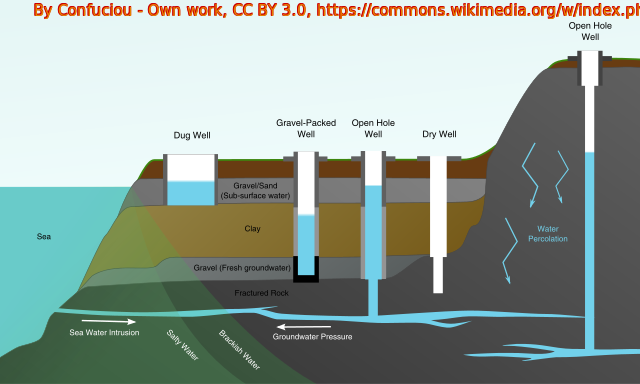 By Confuciou - Own work, CC BY 3.0, https://commons.wikimedia.org/w/index.ph
Open Hole
Well
Gravel-Packed
Well
Open Hole
Well
Dug Well
Dry Well
Gravel/Sand
(Sub-surface water)
Sea
Clay
Water
Percolation
Gravel (Fresh groundwater)
Fractured Rock
Sea Water Intrusion
Groundwater Pressure
Salty Water
Brackish Water